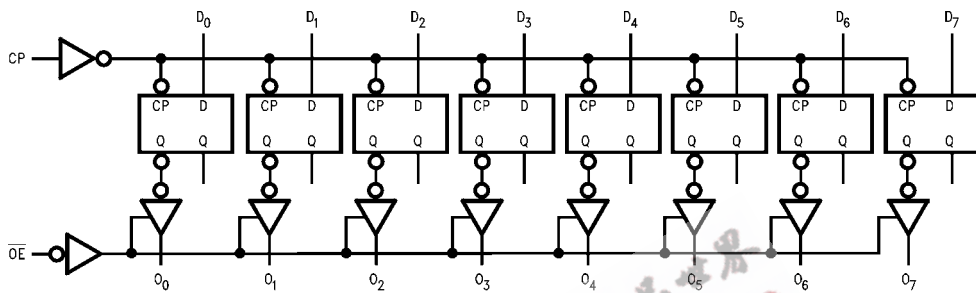 D0 D1 D2 D3 D4 D5 D6 D7
CP
CP D CP D CP D CP D CP D CP D CP D CP D
Q Q Q Q Q Q Q Q Q Q Q Q Q Q Q Q
OE
O0 O1 O2 O3 O4 O5 O6 O7